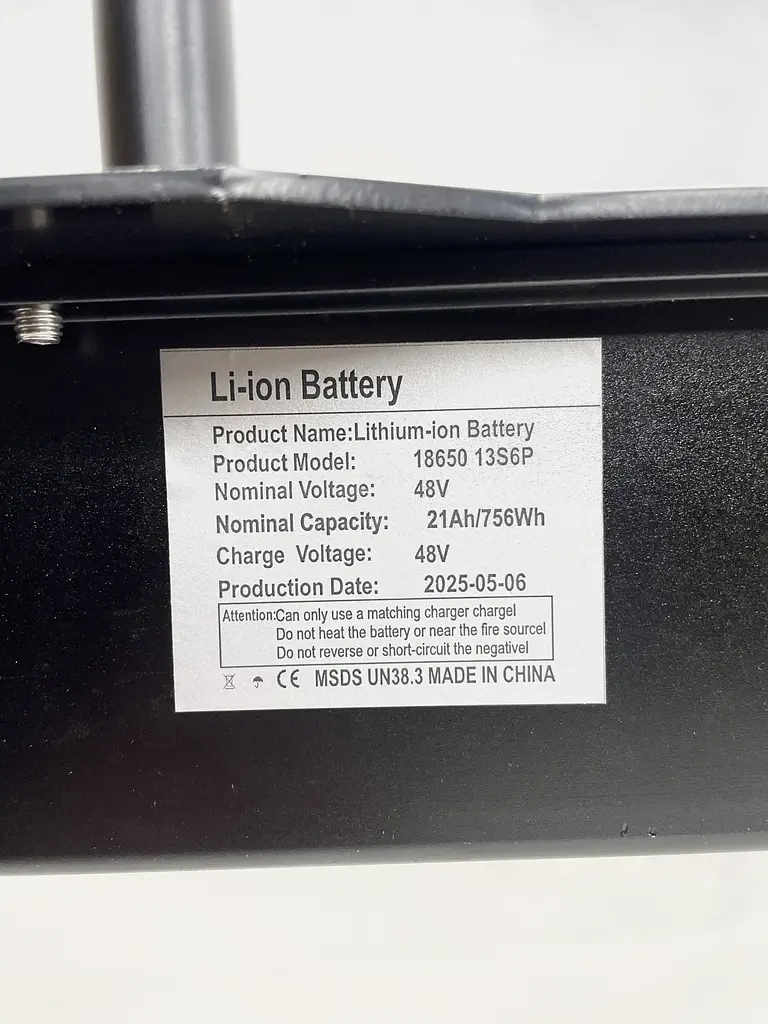 Li-ion Battery
Product Name:Lithium-ion Battery
Product Model: 18650 13S6P
Nominal Voltage: 48V
Nominal Capacity: 21Ah/756Wh
Charge Voltage: 48V
Production Date: 2025-05-06
Attention:Can only use a matching charger chargel
Do not heat the battery or near the fire sourcel
Do not reverse or short-circuit the negativel
CE MSDS UN38.3 MADE IN CHINA